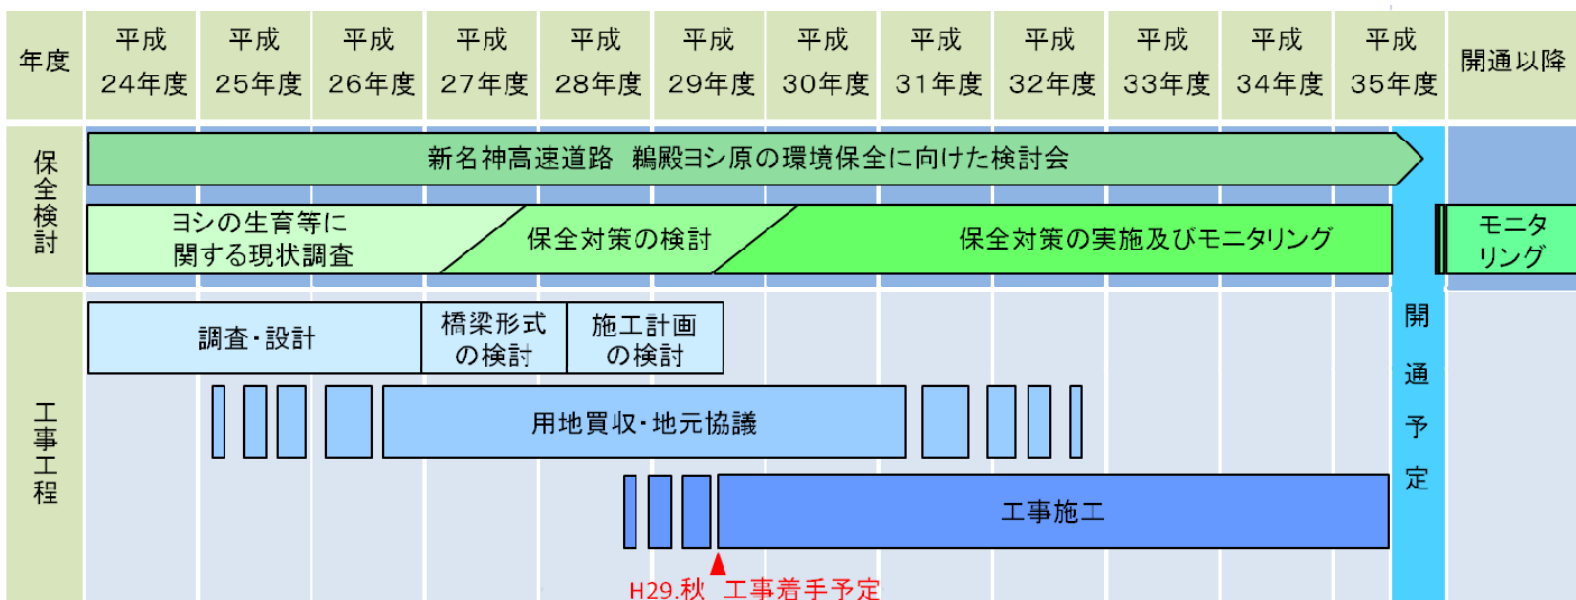 年度
平成
24年度
平成
25年度
平成
26年度
平成
27年度
平成
28年度
平成
29年度
平成
30年度
平成
31年度
平成
32年度
平成
33年度
平成
34年度
平成
35年度
開通以降
保全検討
新名神高速道路 鵜殿ヨシ原の環境保全に向けた検討会
ヨシの生育等に
関する現状調査
保全対策の検討
保全対策の実施及びモニタリング
モニタ
リング
工事工程
調査・設計
橋梁形式
の検討
施工計画
の検討
用地買収・地元協議
工事施工
開通予定
H29.秋 工事着手予定